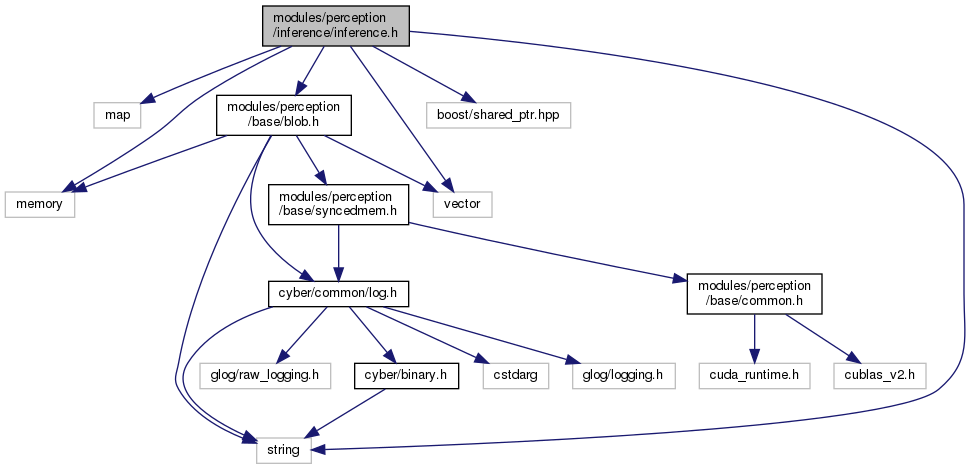 modules/perception
/inference/inference.h
map
modules/perception
/base/blob.h
boost/shared_ptr.hpp
memory
modules/perception
/base/syncedmem.h
vector
cyber/common/log.h
modules/perception
/base/common.h
glog/raw_logging.h
cyber/binary.h
cstdarg
glog/logging.h
cuda_runtime.h
cublas_v2.h
string